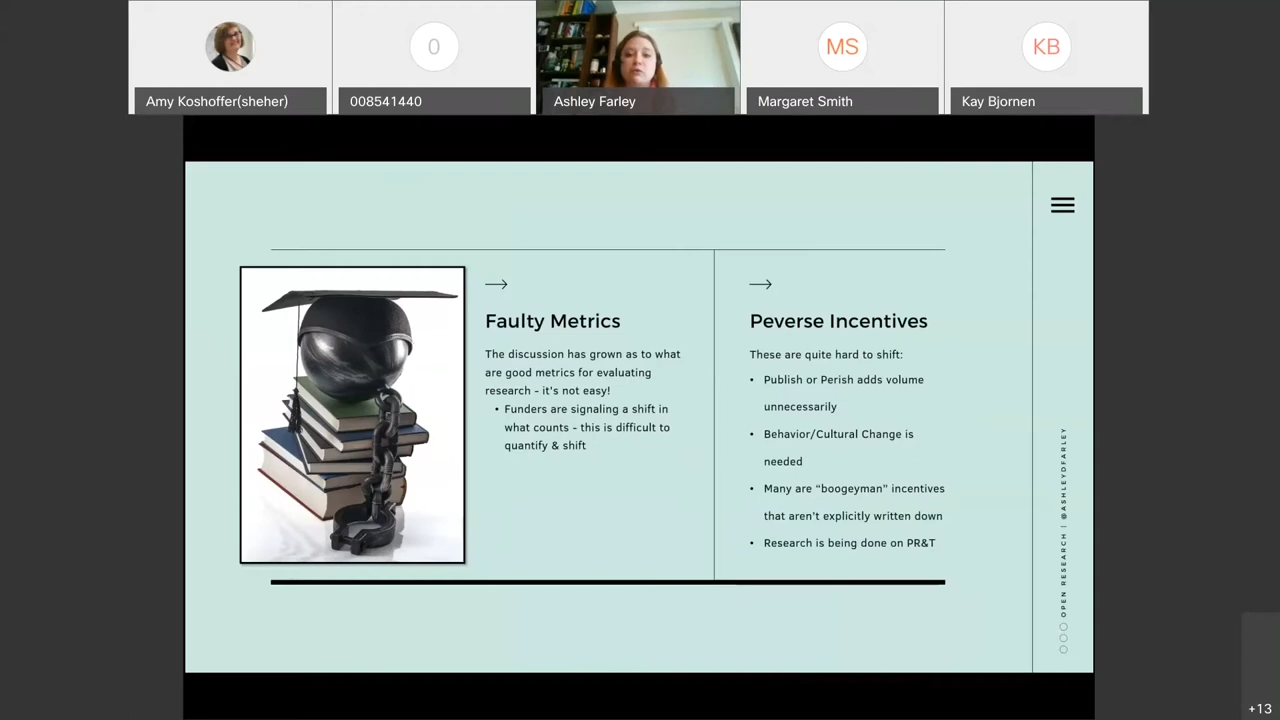 0
MS
KB
Amy Koshoffer(sheher)
008541440
Ashley Farley
Margaret Smith
Kay Bjornen
Faulty Metrics
The discussion has grown as to what
are good metrics for evaluating
research - it's not easy!
• Funders are signaling a shift in
what counts - this is difficult to
quantify & shift
Peverse Incentives
These are quite hard to shift:
• Publish or Perish adds volume
unnecessarily
• Behavior/Cultural Change is
needed
• Many are “boogeyman” incentives
that aren't explicitly written down
• Research is being done on PR&T
OPEN RESEARCH | @ASHLEYDFARLEY
+13